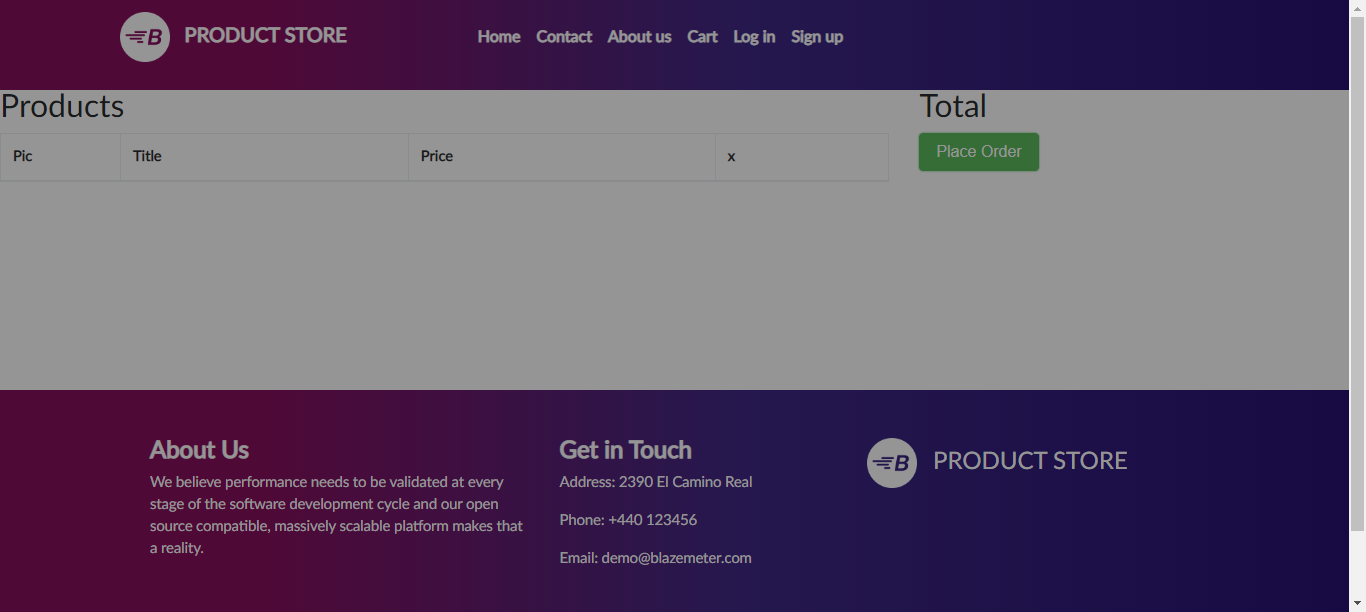 B PRODUCT STORE Home Contact About us Cart Log in Sign up
Products
Total
Pic Title Price x
Place Order
About Us
We believe performance needs to be validated at every
stage of the software development cycle and our open
source compatible, massively scalable platform makes that
a reality.
Get in Touch
Address: 2390 El Camino Real
Phone: +440 123456
Email: demo@blazemeter.com
B PRODUCT STORE